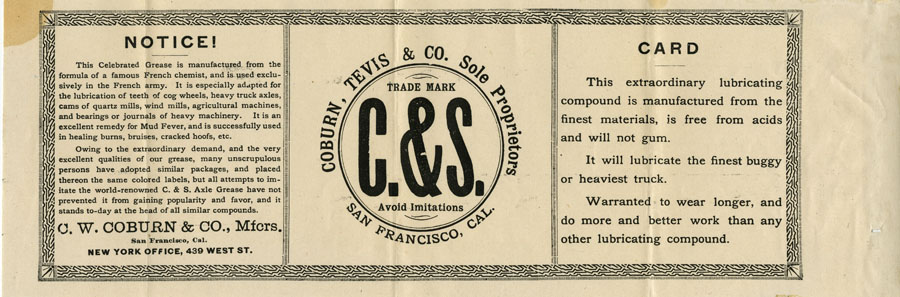 NOTICE!
This Celebrated Grease is manufactured from the
formula of a famous French chemist, and is used exclu-
sively in the French army. It is especially adapted for
the lubrication of teeth of cog wheels, heavy truck axles,
cams of quartz mills, wind mills, agricultural machines,
and bearings or journals of heavy machinery. It is an
excellent remedy for Mud Fever, and is successfully used
in healing burns, bruises, cracked hoofs, etc.
Owing to the extraordinary demand, and the very
excellent qualities of our grease, many unscrupulous
persons have adopted similar packages, and placed
thereon the same colored labels, but all attempts to im-
itate the world-renowned C. & S. Axle Grease have not
prevented it from gaining popularity and favor, and it
stands to-day at the head of all similar compounds.
C. W. COBURN & CO., Mfcrs.
San Francisco, Cal.
NEW YORK OFFICE, 439 WEST ST.
COBURN, TEVIS & CO. Sole Proprietors
TRADE MARK
C.&S.
Avoid Imitations
SAN FRANCISCO, CAL.
CARD
This extraordinary lubricating
compound is manufactured from the
finest materials, is free from acids
and will not gum.
It will lubricate the finest buggy
or heaviest truck.
Warranted to wear longer, and
do more and better work than any
other lubricating compound.